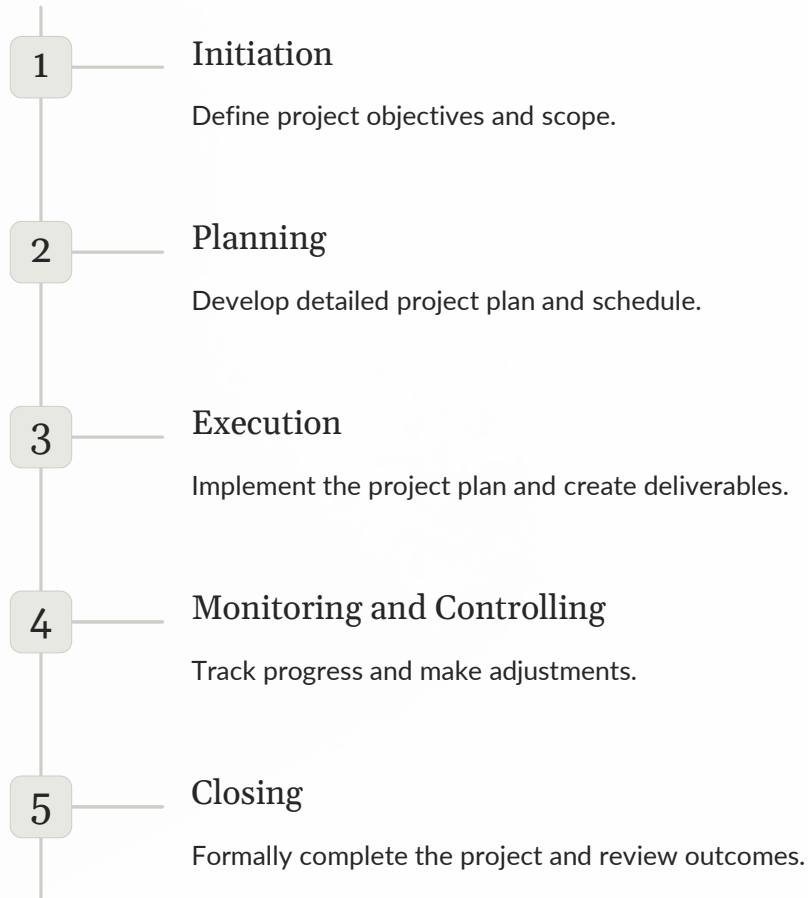 1
Initiation
Define project objectives and scope.
2
Planning
Develop detailed project plan and schedule.
3
Execution
Implement the project plan and create deliverables.
4
Monitoring and Controlling
Track progress and make adjustments.
5
Closing
Formally complete the project and review outcomes.